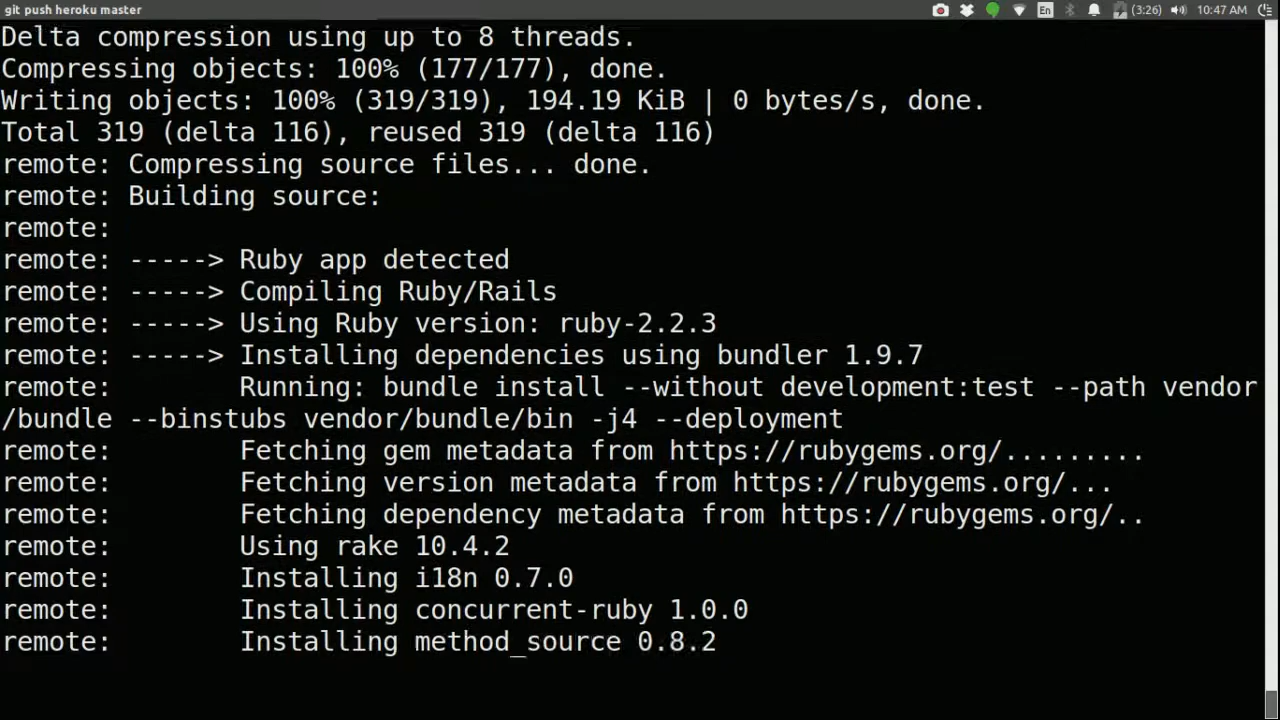 git push heroku master
En (3:26) 10:47 AM
Delta compression using up to 8 threads.
Compressing objects: 100% (177/177), done.
Writing objects: 100% (319/319), 194.19 KiB | 0 bytes/s, done.
Total 319 (delta 116), reused 319 (delta 116)
remote: Compressing source files... done.
remote: Building source:
remote:
remote: -----> Ruby app detected
remote: -----> Compiling Ruby/Rails
remote: -----> Using Ruby version: ruby-2.2.3
remote: -----> Installing dependencies using bundler 1.9.7
remote:        Running: bundle install --without development:test --path vendor
/bundle --binstubs vendor/bundle/bin -j4 --deployment
remote:        Fetching gem metadata from https://rubygems.org/.........
remote:        Fetching version metadata from https://rubygems.org/...
remote:        Fetching dependency metadata from https://rubygems.org/..
remote:        Using rake 10.4.2
remote:        Installing i18n 0.7.0
remote:        Installing concurrent-ruby 1.0.0
remote:        Installing method_source 0.8.2